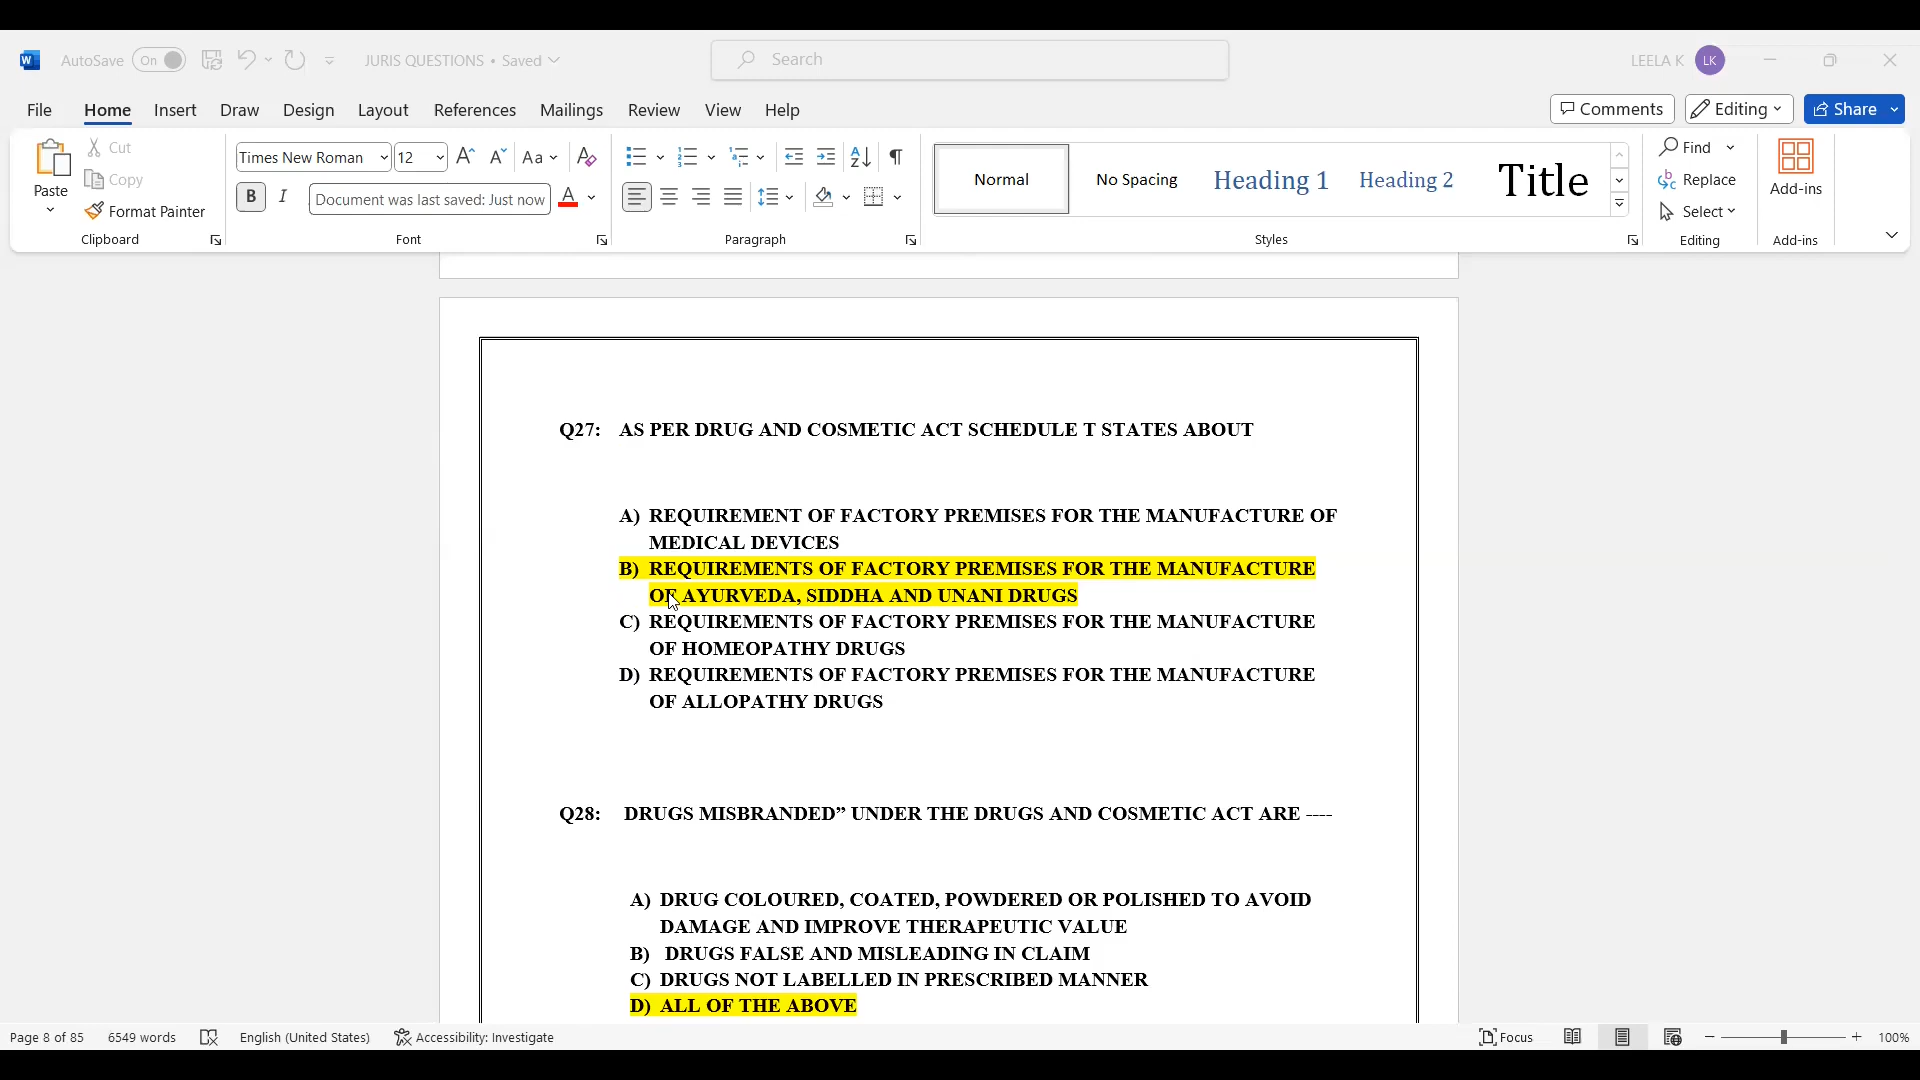 AutoSave On JURIS QUESTIONS • Saved Search LEELA K LK
File Home Insert Draw Design Layout References Mailings Review View Help Comments Editing Share
Paste Cut Copy Format Painter Clipboard
Times New Roman 12 Aa B I Document was last saved: Just now A Font
Paragraph
Normal No Spacing Heading 1 Heading 2 Title Styles
Find Replace Select Editing
Add-ins Add-ins
Q27: AS PER DRUG AND COSMETIC ACT SCHEDULE T STATES ABOUT
A) REQUIREMENT OF FACTORY PREMISES FOR THE MANUFACTURE OF
MEDICAL DEVICES
B) REQUIREMENTS OF FACTORY PREMISES FOR THE MANUFACTURE
OF AYURVEDA, SIDDHA AND UNANI DRUGS
C) REQUIREMENTS OF FACTORY PREMISES FOR THE MANUFACTURE
OF HOMEOPATHY DRUGS
D) REQUIREMENTS OF FACTORY PREMISES FOR THE MANUFACTURE
OF ALLOPATHY DRUGS
Q28: DRUGS MISBRANDED” UNDER THE DRUGS AND COSMETIC ACT ARE ----
A) DRUG COLOURED, COATED, POWDERED OR POLISHED TO AVOID
DAMAGE AND IMPROVE THERAPEUTIC VALUE
B) DRUGS FALSE AND MISLEADING IN CLAIM
C) DRUGS NOT LABELLED IN PRESCRIBED MANNER
D) ALL OF THE ABOVE
Page 8 of 85 6549 words English (United States) Accessibility: Investigate Focus 100%